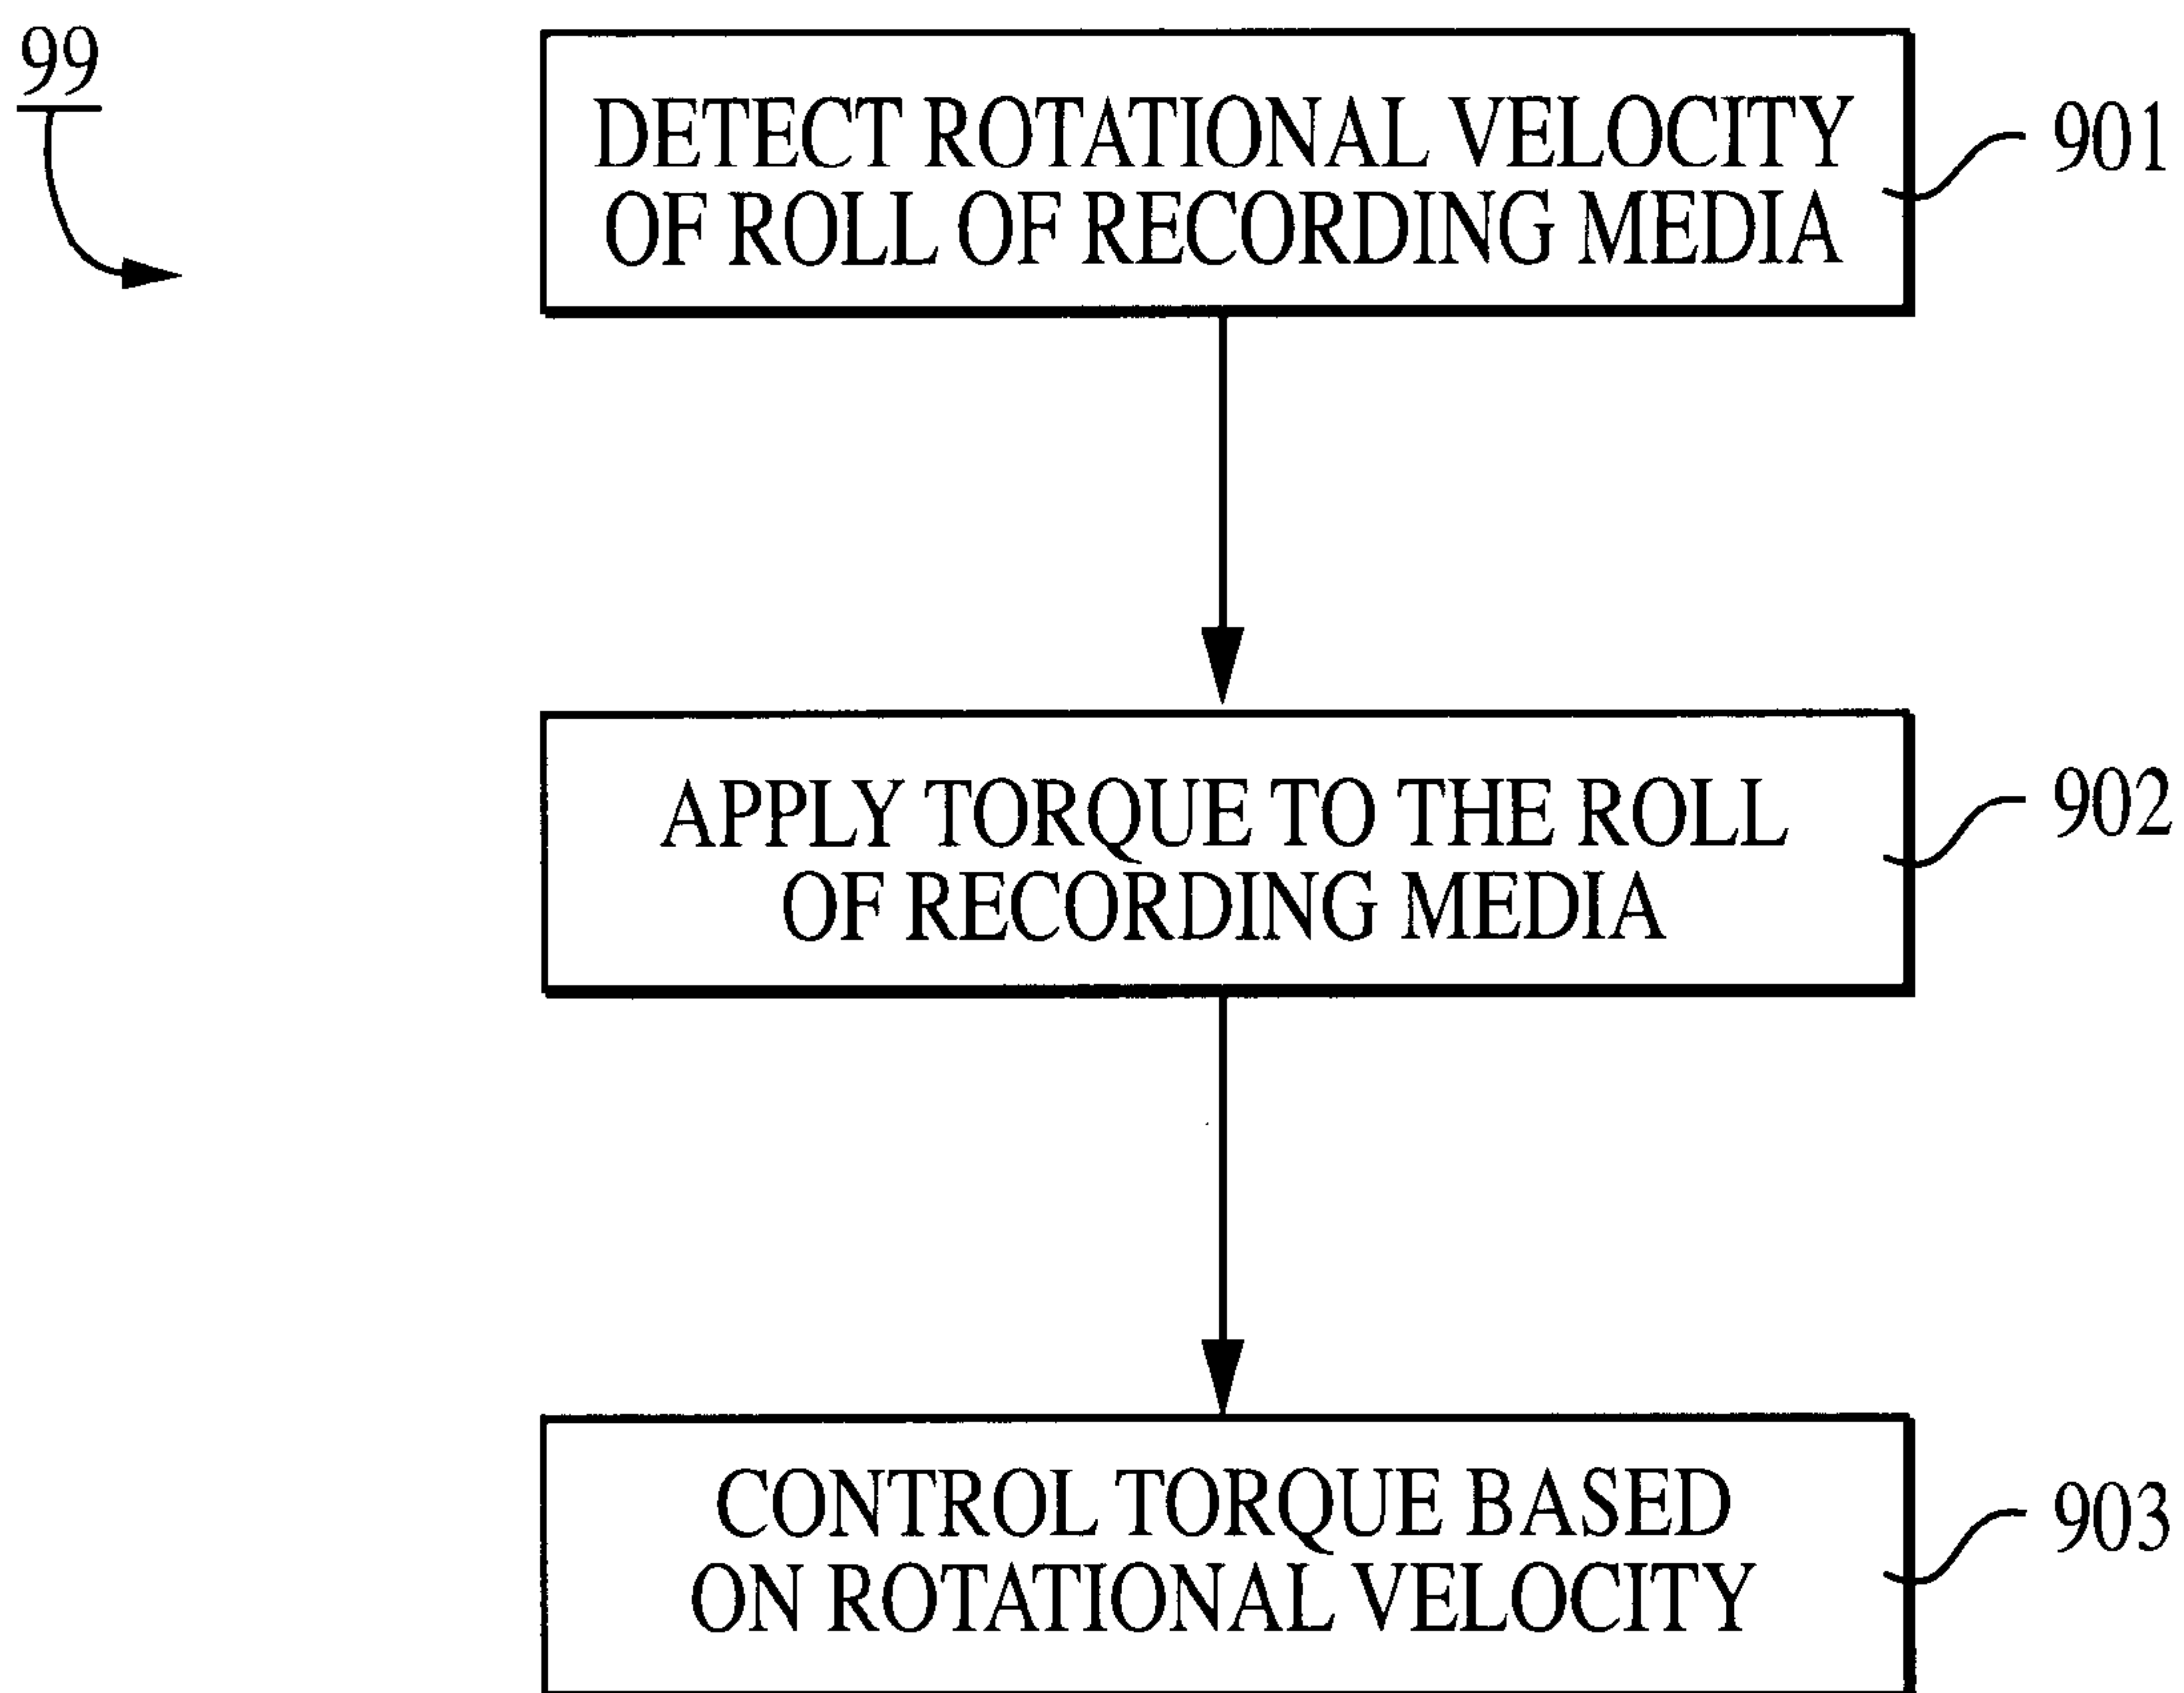 99
DETECT ROTATIONAL VELOCITY
OF ROLL OF RECORDING MEDIA
901
APPLY TORQUE TO THE ROLL
OF RECORDING MEDIA
902
CONTROL TORQUE BASED
ON ROTATIONAL VELOCITY
903